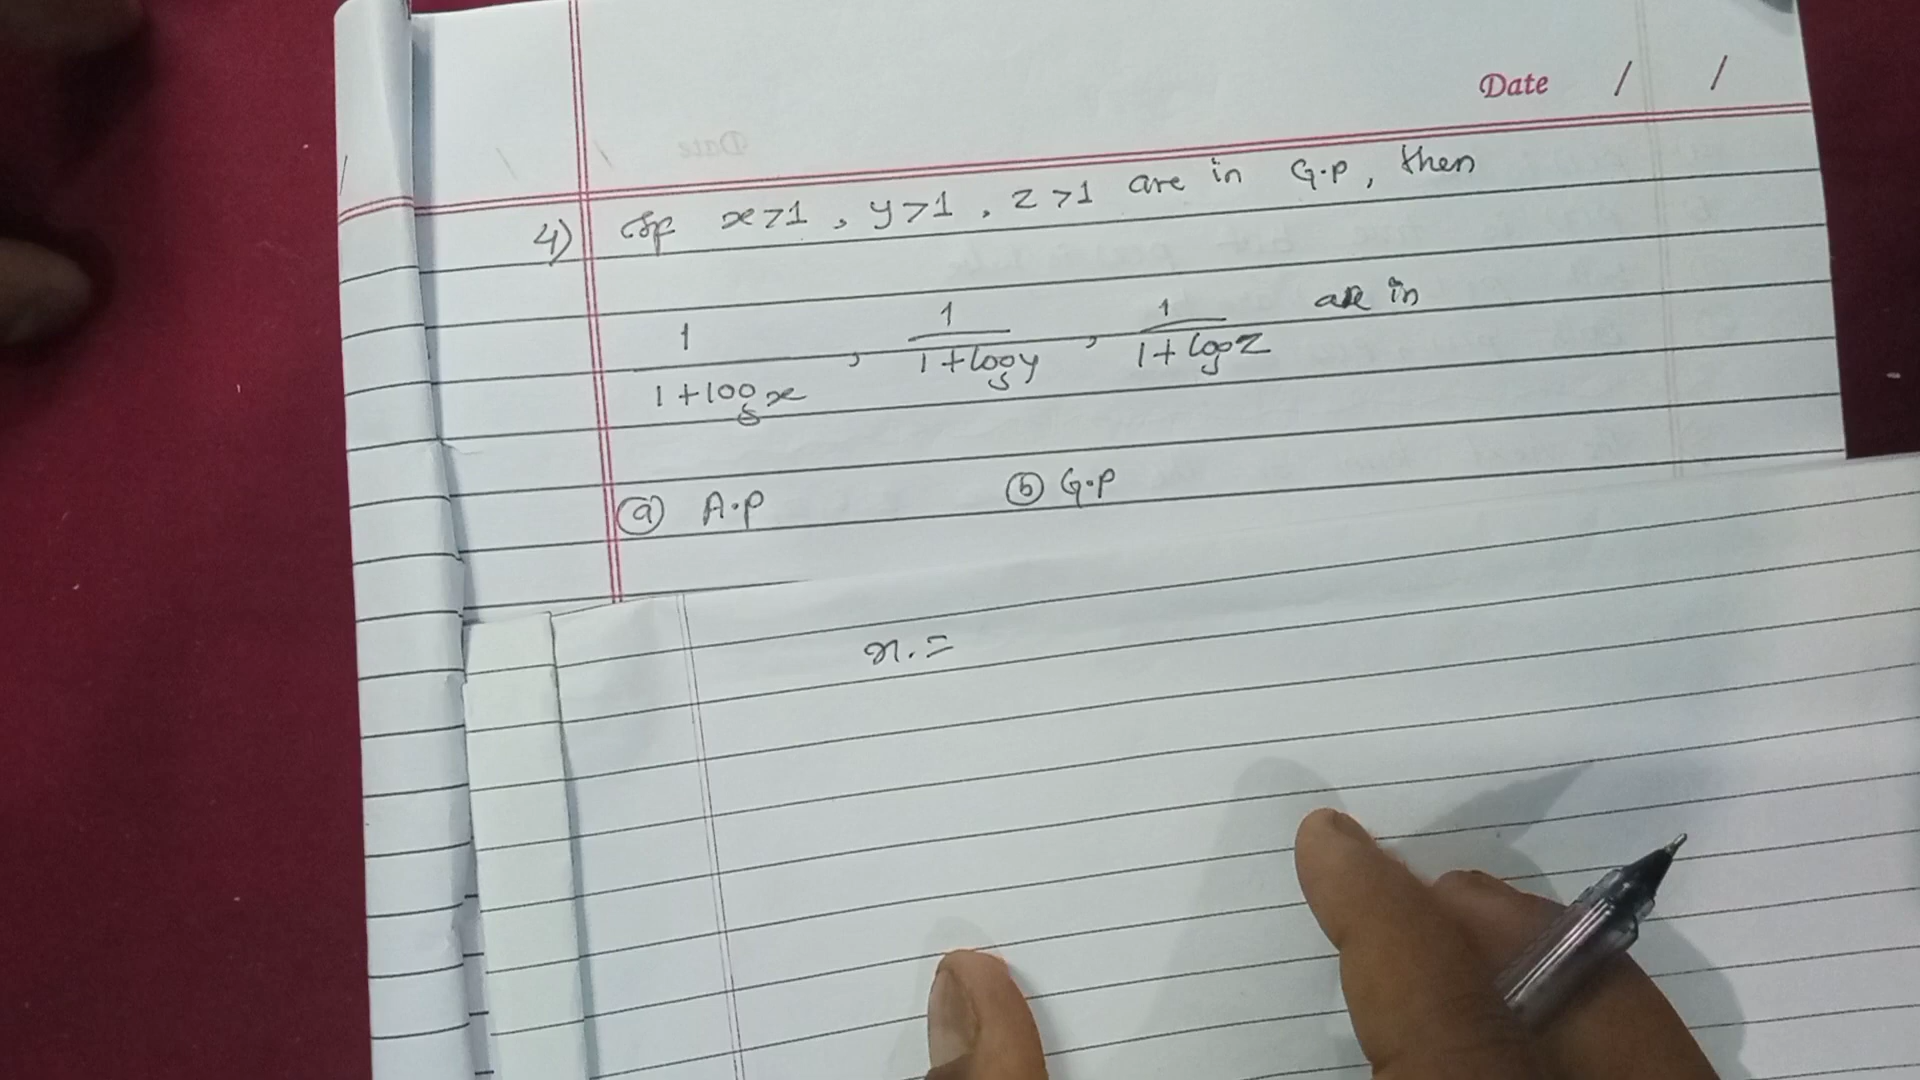 Date / /
4) If x>1, y>1, z>1 are in G.P, then
1/1+log x, 1/1+log y, 1/1+log z are in
(a) A.P (b) G.P
x.=